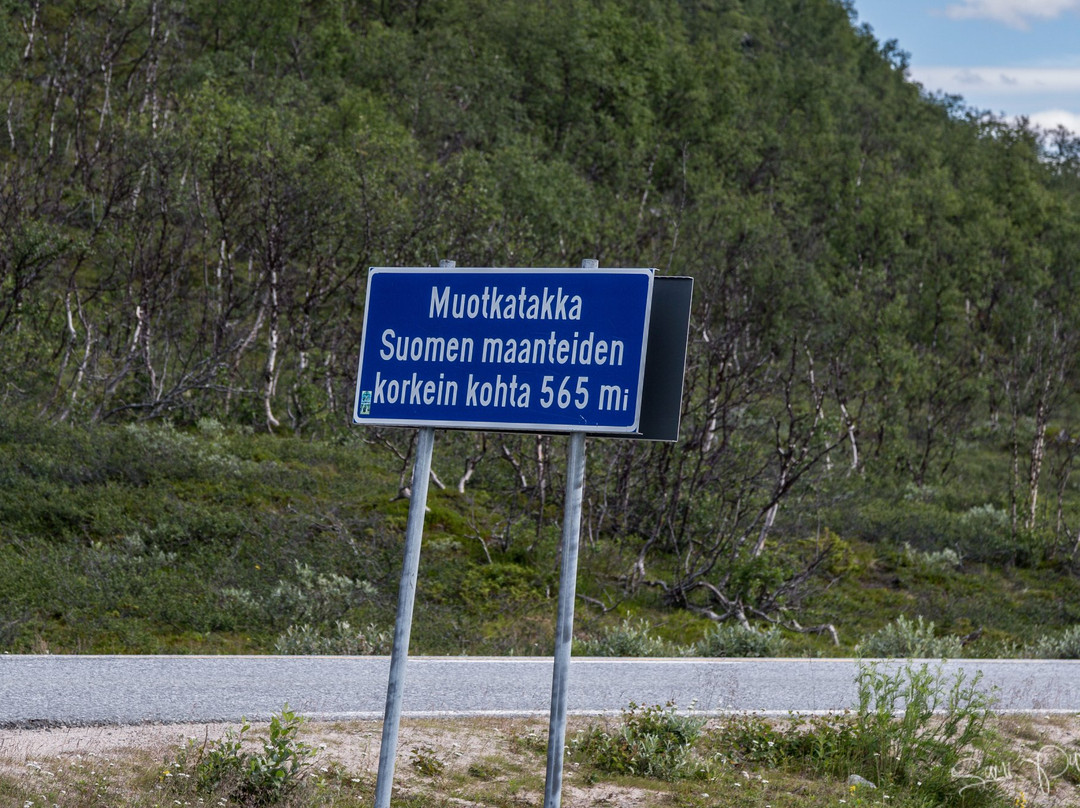 Muotkatakka
Suomen maanteiden
korkein kohta 565 mi